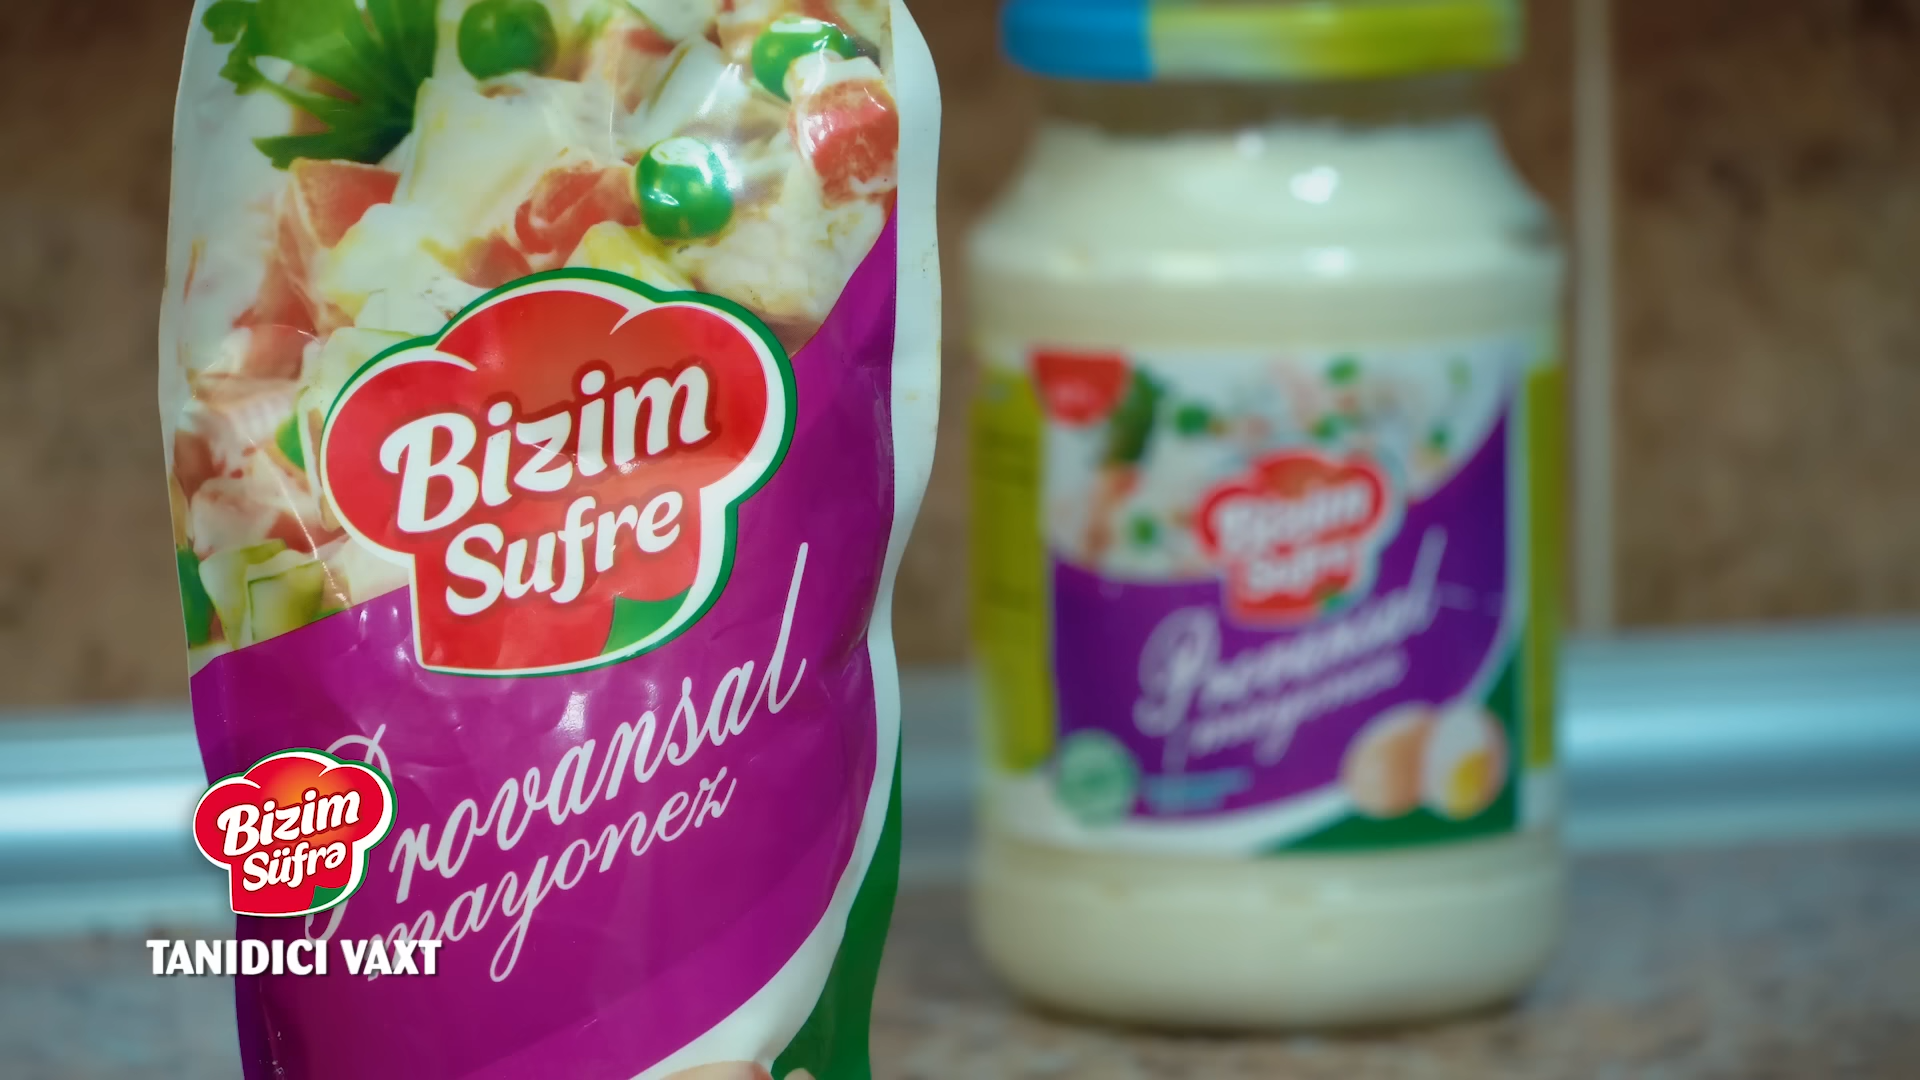 Bizim
Sufre
Provansal
mayonez
Bizim
Sufre
Provansal
mayonez
Bizim
Süfrə
TANIDICI VAXT